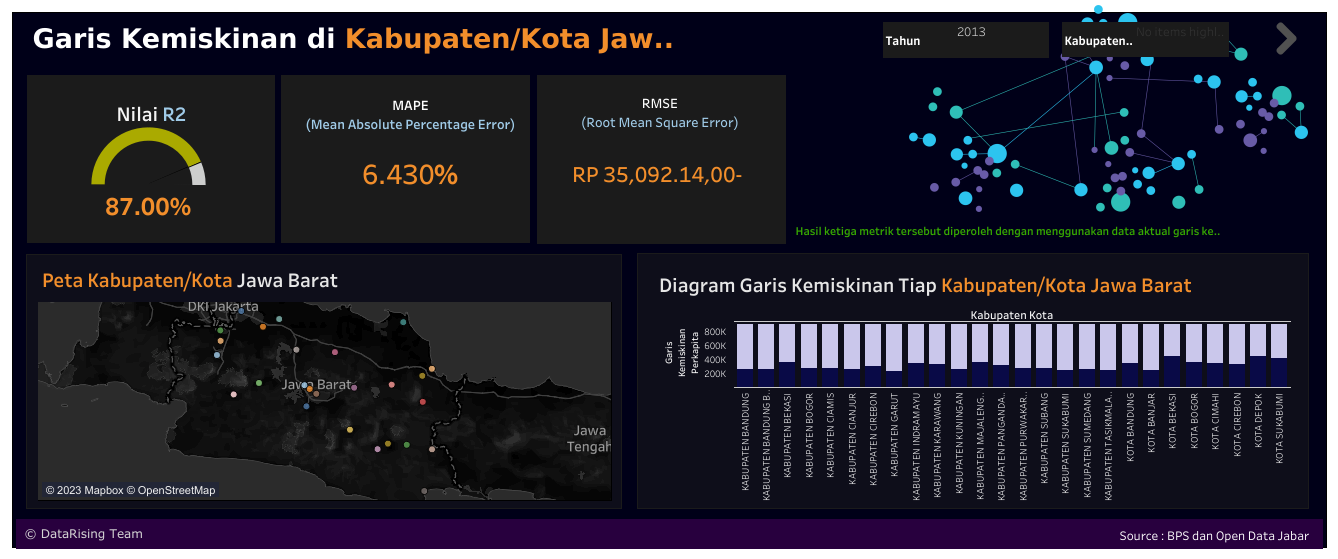 Garis Kemiskinan di Kabupaten/Kota Jaw..
Tahun
2013
Kabupaten..
No items highl..
Nilai R2
87.00%
MAPE
(Mean Absolute Percentage Error)
6.430%
RMSE
(Root Mean Square Error)
RP 35,092.14,00-
Hasil ketiga metrik tersebut diperoleh dengan menggunakan data aktual garis ke..
Peta Kabupaten/Kota Jawa Barat
DKI Jakarta
Jawa Barat
Jawa
Tengah
© 2023 Mapbox © OpenStreetMap
Diagram Garis Kemiskinan Tiap Kabupaten/Kota Jawa Barat
Kabupaten Kota
Garis
Kemiskinan
Perkapita
800K
600K
400K
200K
KABUPATEN BANDUNG
KABUPATEN BANDUNG B..
KABUPATEN BEKASI
KABUPATEN BOGOR
KABUPATEN CIAMIS
KABUPATEN CIANJUR
KABUPATEN CIREBON
KABUPATEN GARUT
KABUPATEN INDRAMAYU
KABUPATEN KARAWANG
KABUPATEN KUNINGAN
KABUPATEN MAJALENG..
KABUPATEN PANGANDA..
KABUPATEN PURWAKAR..
KABUPATEN SUBANG
KABUPATEN SUKABUMI
KABUPATEN SUMEDANG
KABUPATEN TASIKMALA..
KOTA BANDUNG
KOTA BANJAR
KOTA BEKASI
KOTA BOGOR
KOTA CIMAHI
KOTA CIREBON
KOTA DEPOK
KOTA SUKABUMI
© DataRising Team
Source : BPS dan Open Data Jabar